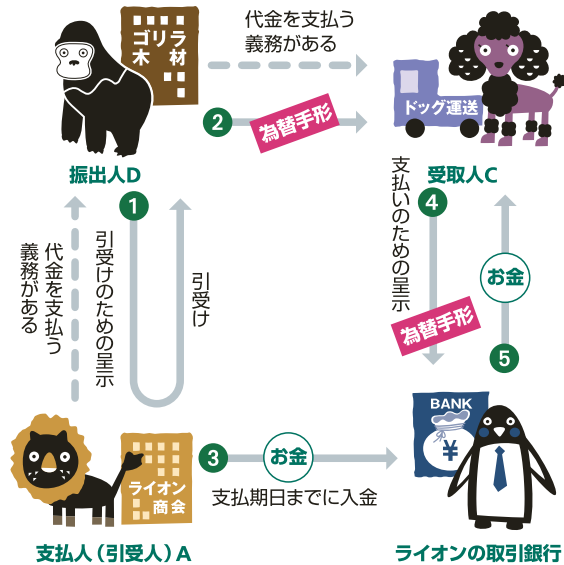 ゴリラ
木材
代金を支払う
義務がある
2
為替手形
ドッグ運送
振出人D
受取人C
1
4
支払いのための呈示
代金を支払う
義務がある
引受けのための呈示
引受け
お金
為替手形
5
BANK
¥
ライオン
商会
3
お金
支払期日までに入金
支払人（引受人）A
ライオンの取引銀行